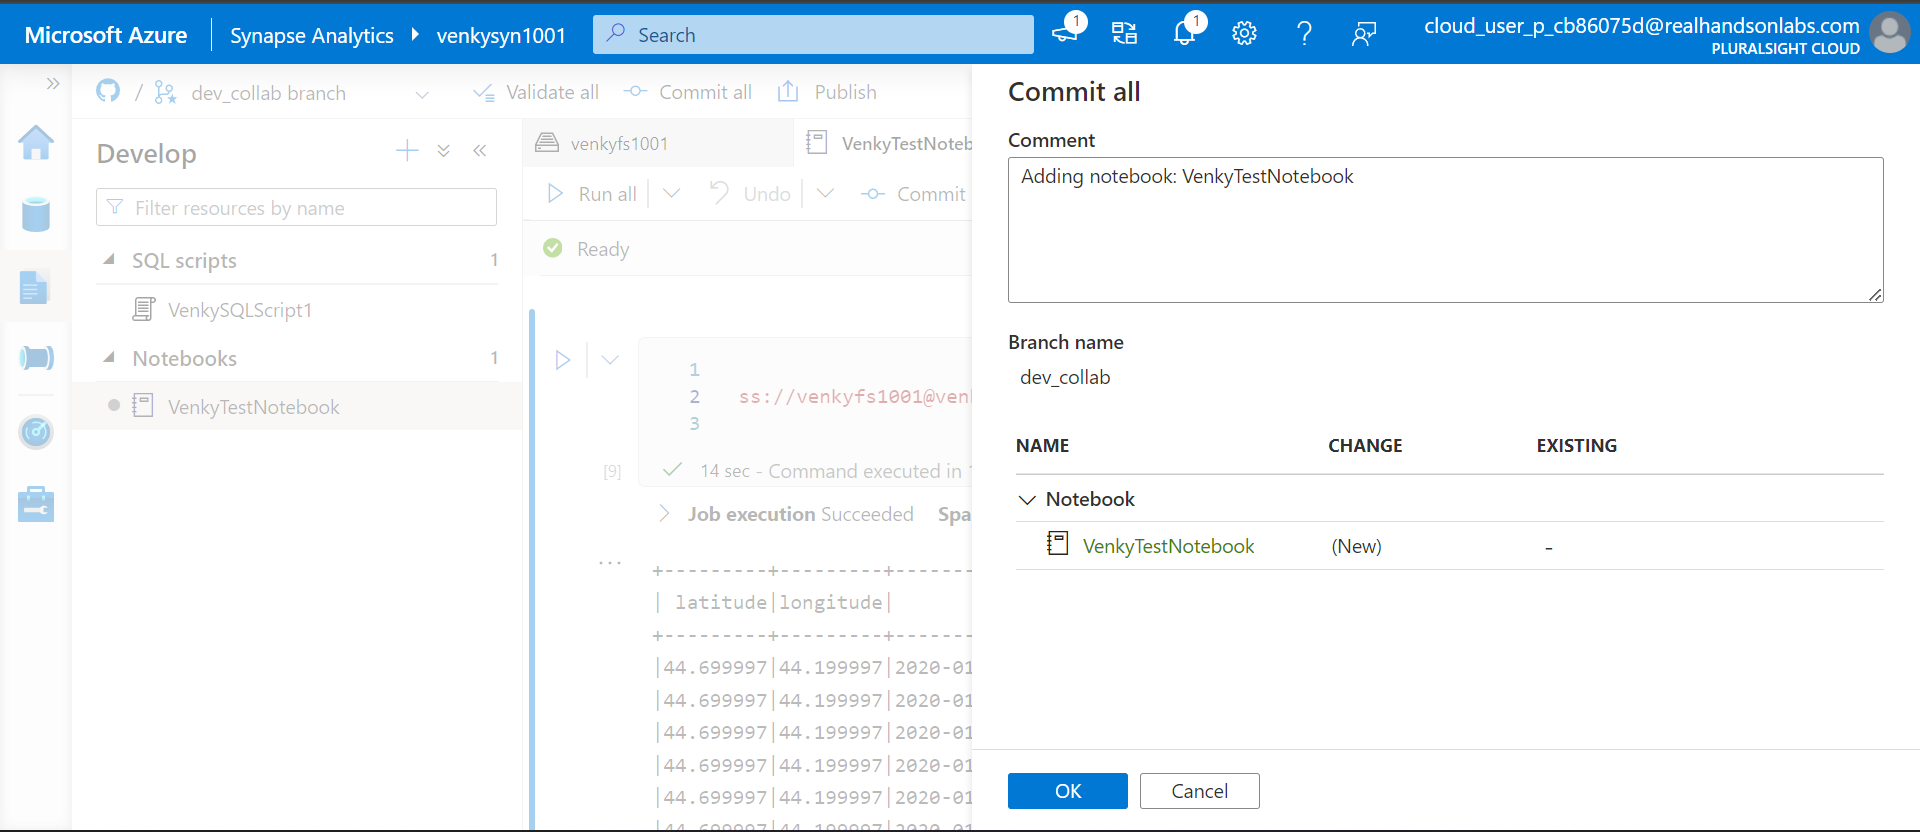 Microsoft Azure
Synapse Analytics
venkysyn1001
Search
1
1
cloud_user_p_cb86075d@realhandsonlabs.com
PLURALSIGHT CLOUD
/ dev_collab branch
Validate all
Commit all
Publish
Develop
Filter resources by name
SQL scripts 1
VenkySQLScript1
Notebooks 1
VenkyTestNotebook
venkyfs1001
VenkyTestNoteb
Run all
Undo
Commit
Ready
1
2 ss://venkyfs1001@ven
3
[9] 14 sec - Command executed in 1
Job execution Succeeded Spa
...
+---------+---------+-------
| latitude|longitude|
+---------+---------+-------
|44.699997|44.199997|2020-01
|44.699997|44.199997|2020-01
|44.699997|44.199997|2020-01
|44.699997|44.199997|2020-01
|44.699997|44.199997|2020-01
|44.699997|44.199997|2020-01
Commit all
Comment
Adding notebook: VenkyTestNotebook
Branch name
dev_collab
NAME CHANGE EXISTING
Notebook
VenkyTestNotebook (New) -
OK
Cancel